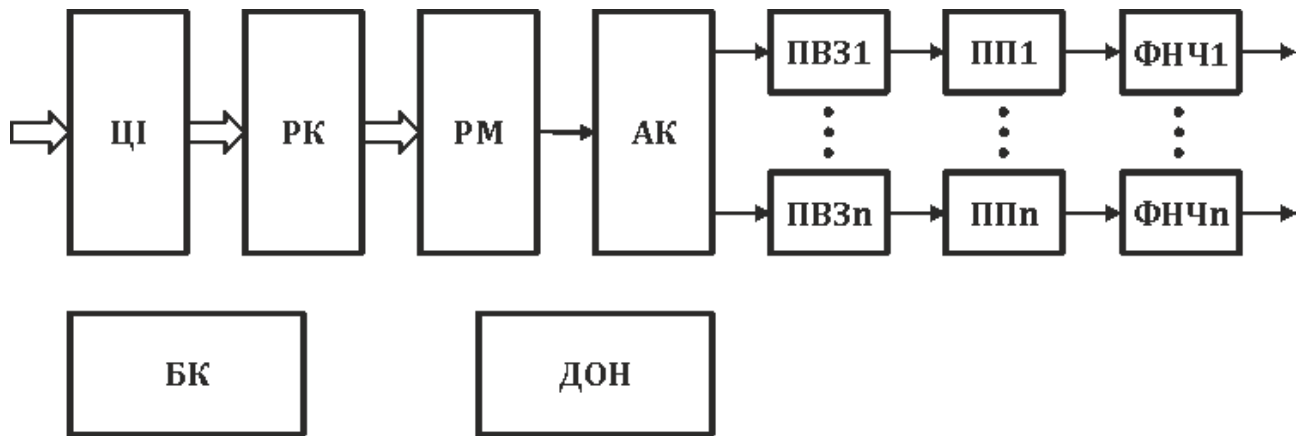 ЦІ
РК
РМ
АК
ПВЗ1
ПП1
ФНЧ1
ПВЗn
ППn
ФНЧn
БК
ДОН